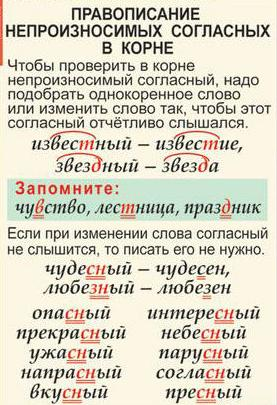 ПРАВОПИСАНИЕ
НЕПРОИЗНОСИМЫХ СОГЛАСНЫХ
В КОРНЕ
Чтобы проверить в корне
непроизносимый согласный, надо
подобрать однокоренное слово
или изменить слово так, чтобы этот
согласный отчётливо слышался.
известный – известие,
звездный – звезда
Запомните:
чувство, лестница, праздник
Если при изменении слова согласный
не слышится, то писать его не нужно.
чудесный – чудесен,
любезный – любезен
опасный интересный
прекрасный небесный
ужасный парусный
напрасный согласный
вкусный пресный